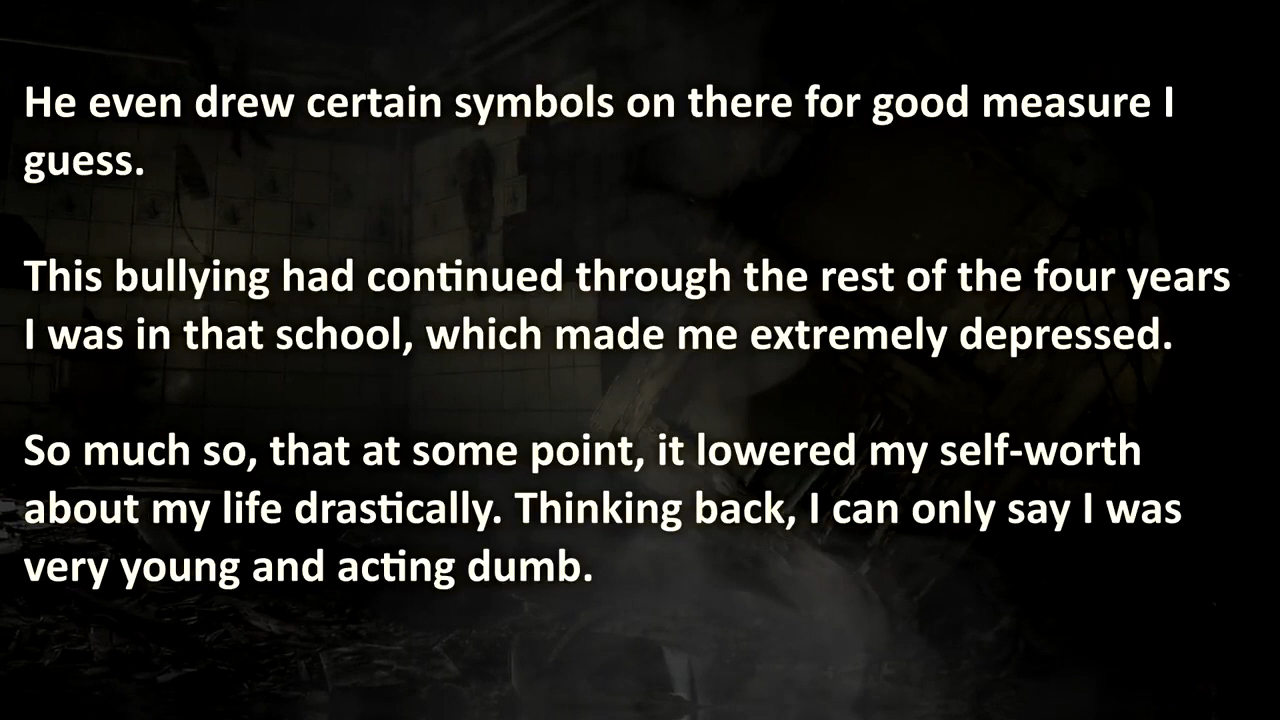 He even drew certain symbols on there for good measure I
guess.
This bullying had continued through the rest of the four years
I was in that school, which made me extremely depressed.
So much so, that at some point, it lowered my self-worth
about my life drastically. Thinking back, I can only say I was
very young and acting dumb.